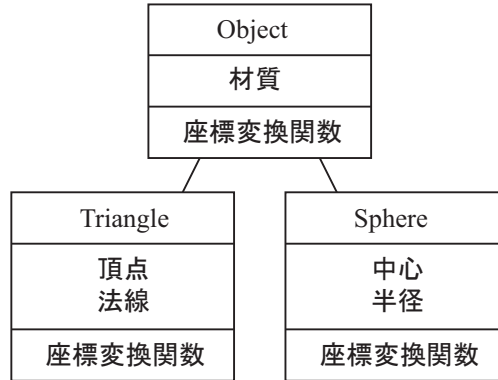 Object
材質
座標変換関数
Triangle
頂点
法線
座標変換関数
Sphere
中心
半径
座標変換関数